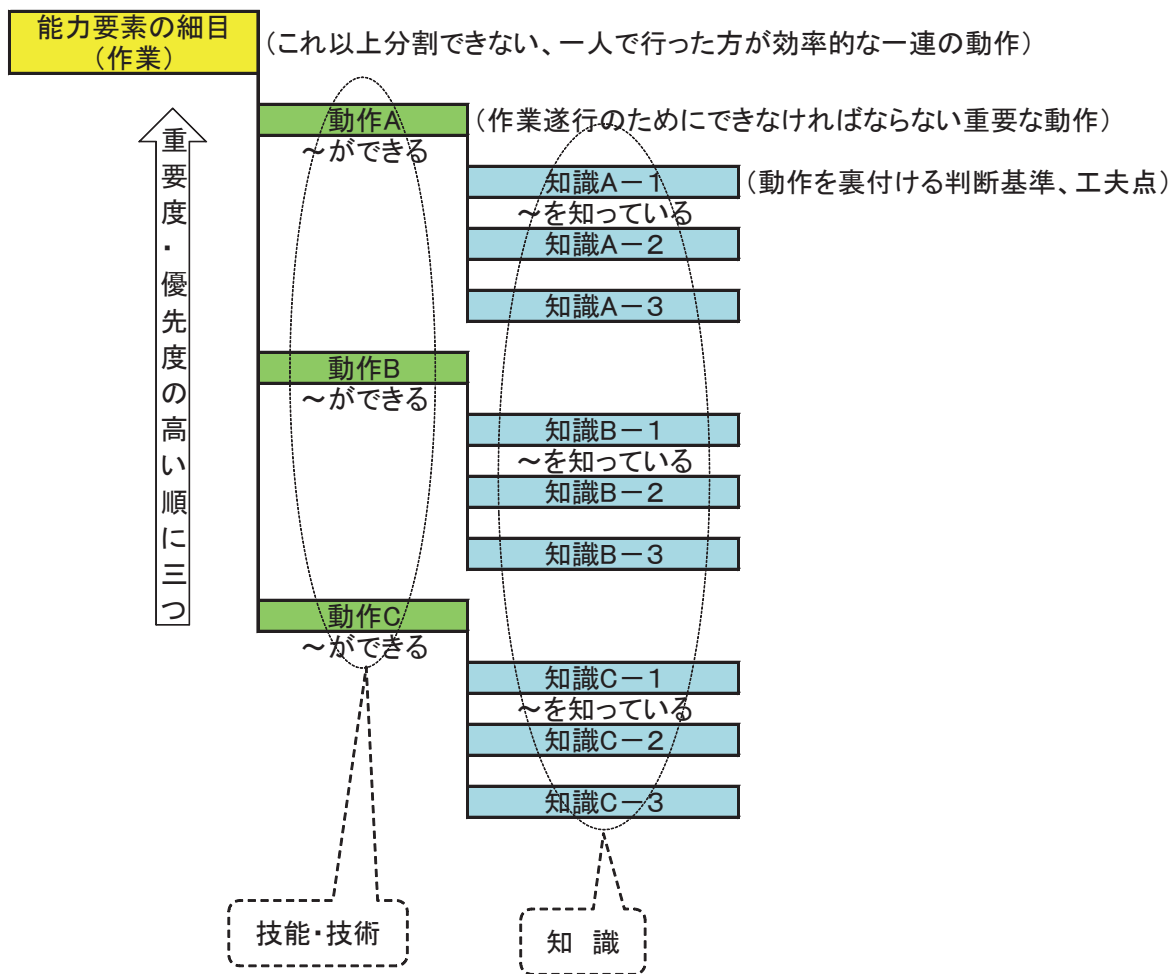 能力要素の細目
(作業)
(これ以上分割できない、一人で行った方が効率的な一連の動作)
動作A
(作業遂行のためにできなければならない重要な動作)
~ができる
知識A-1
(動作を裏付ける判断基準、工夫点)
~を知っている
知識A-2
知識A-3
重要度・優先度の高い順に三つ
動作B
~ができる
知識B-1
~を知っている
知識B-2
知識B-3
動作C
~ができる
知識C-1
~を知っている
知識C-2
知識C-3
技能・技術
知 識